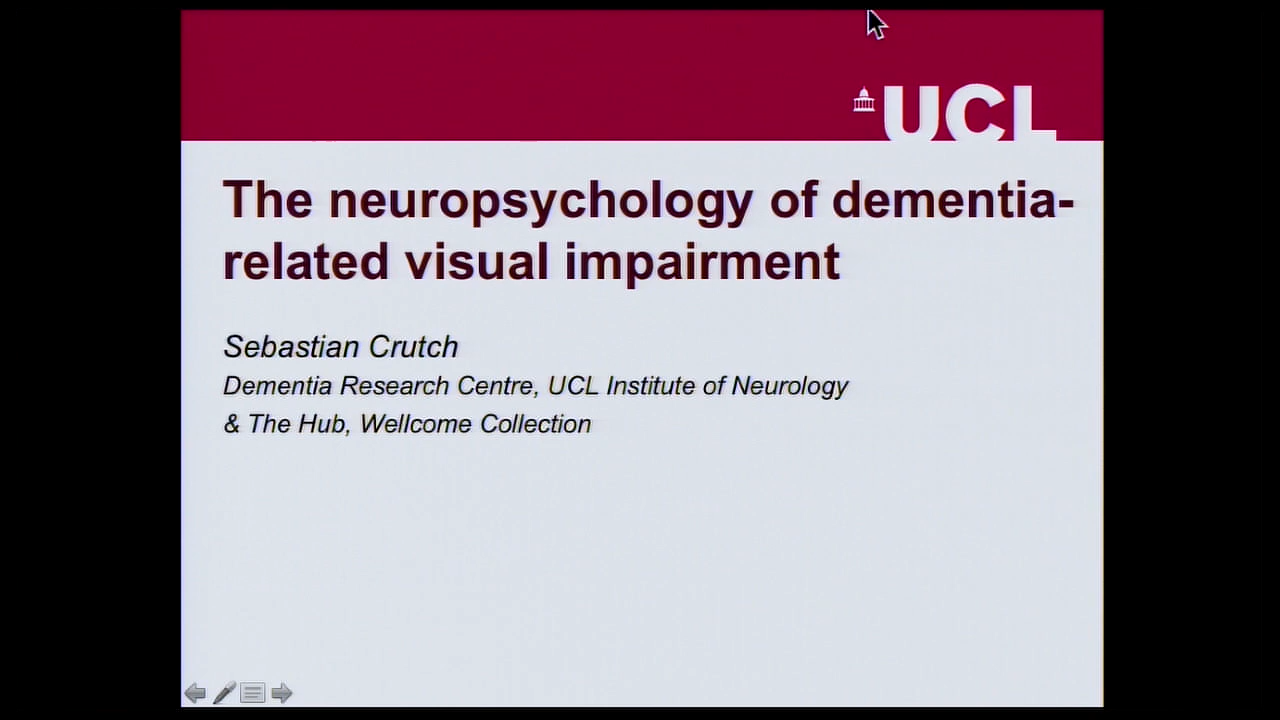 UCL
The neuropsychology of dementia-
related visual impairment
Sebastian Crutch
Dementia Research Centre, UCL Institute of Neurology
& The Hub, Wellcome Collection